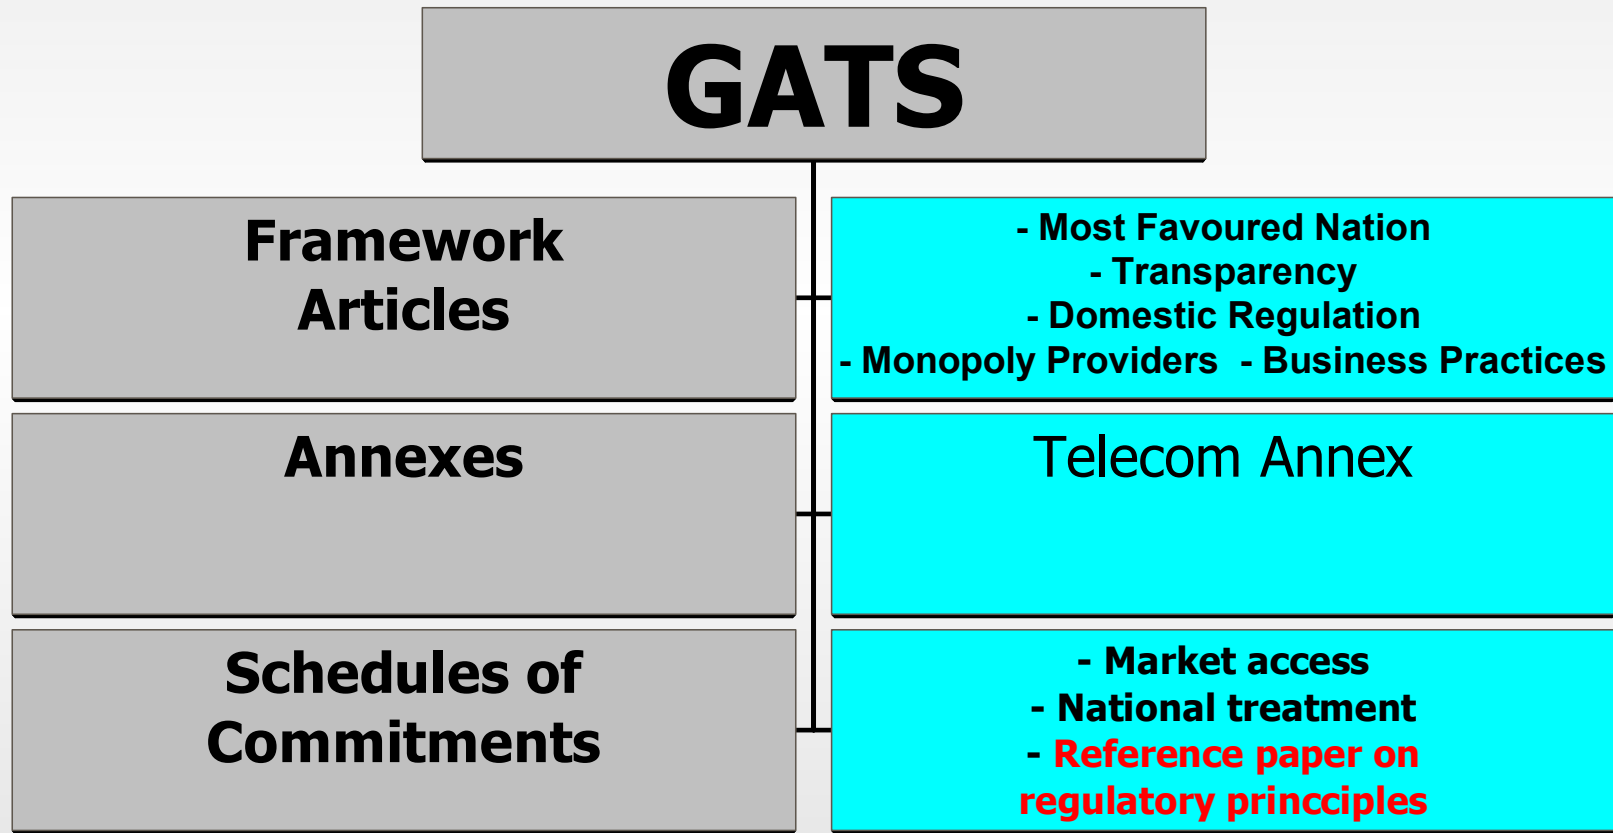 GATS
Framework
Articles
- Most Favoured Nation
- Transparency
- Domestic Regulation
- Monopoly Providers - Business Practices
Annexes
Telecom Annex
Schedules of
Commitments
- Market access
- National treatment
- Reference paper on
regulatory princciples